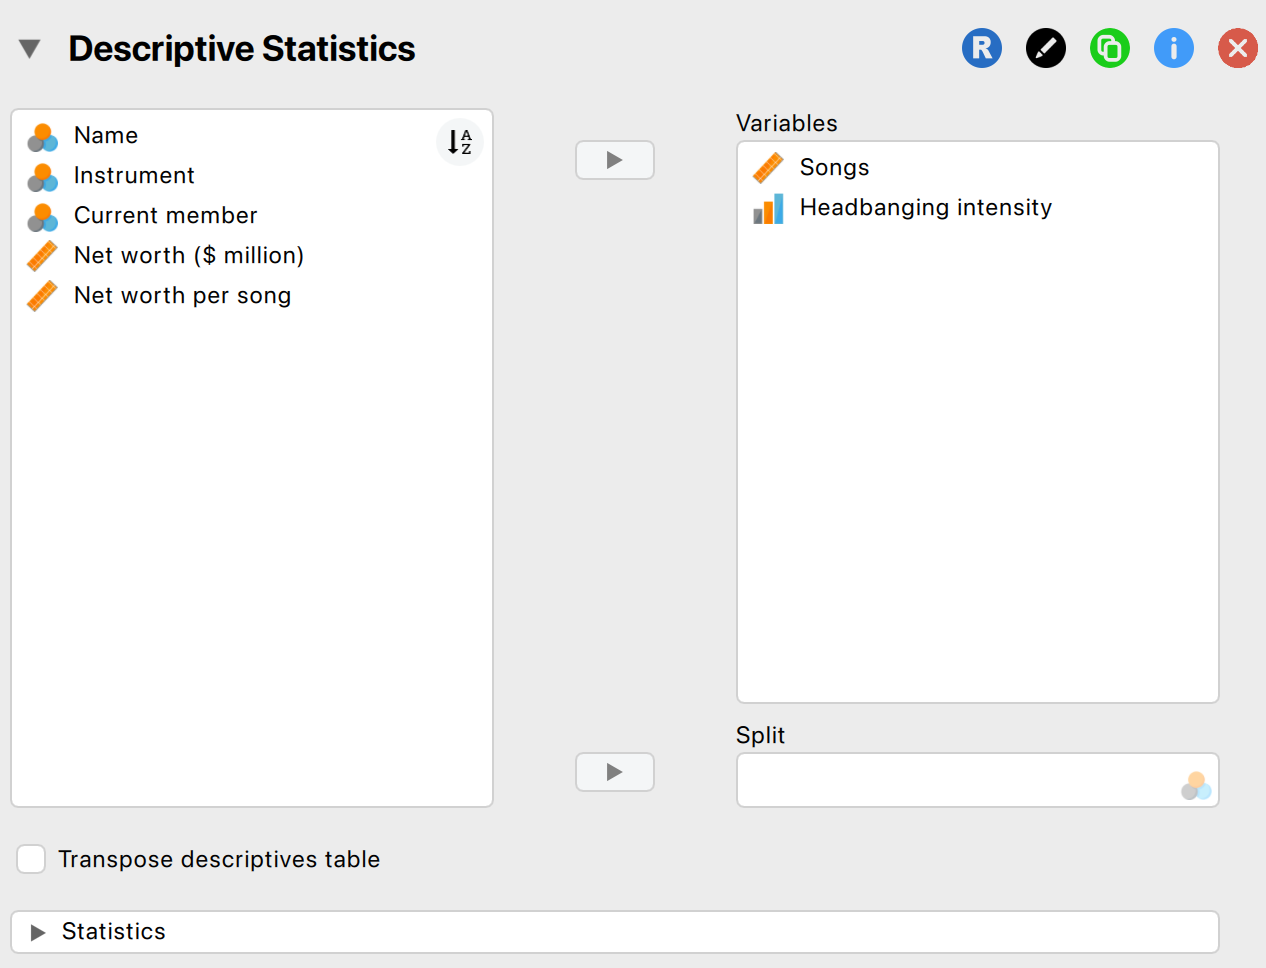 Descriptive Statistics
R
Name
Instrument
Current member
Net worth ($ million)
Net worth per song
A
Z
Variables
Songs
Headbanging intensity
Split
Transpose descriptives table
Statistics